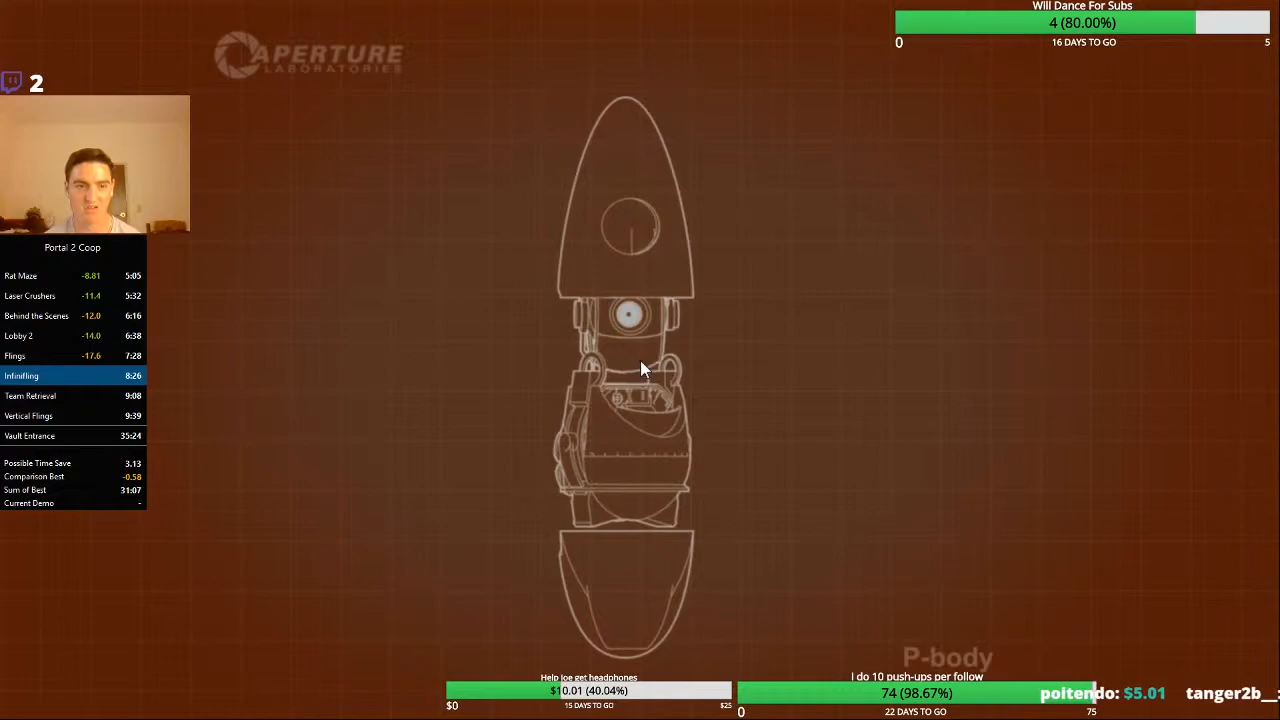 Will Dance For Subs
4 (80.00%)
0 16 DAYS TO GO 5
APERTURE
LABORATORIES
2
Portal 2 Coop
Rat Maze -8.81 5:05
Laser Crushers -11.4 5:32
Behind the Scenes -12.0 6:16
Lobby 2 -14.0 6:38
Flings -17.6 7:28
Infinifling 8:26
Team Retrieval 9:08
Vertical Flings 9:39
Vault Entrance 35:24
Possible Time Save 3.13
Comparison Best -0.58
Sum of Best 31:07
Current Demo -
P-body
Help Joe get headphones
$10.01 (40.04%)
$0 15 DAYS TO GO $25
I do 10 push-ups per follow
74 (98.67%)
0 22 DAYS TO GO 75
poitendo: $5.01 tanger2b__: